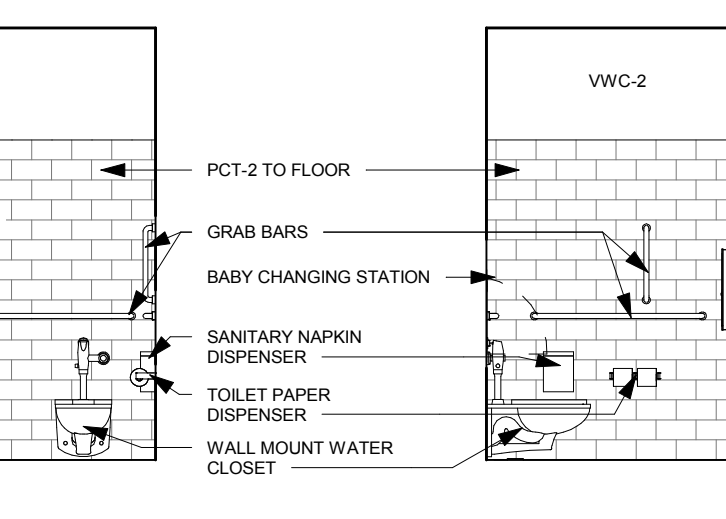 VWC-2
PCT-2 TO FLOOR
GRAB BARS
BABY CHANGING STATION
SANITARY NAPKIN
DISPENSER
TOILET PAPER
DISPENSER
WALL MOUNT WATER
CLOSET